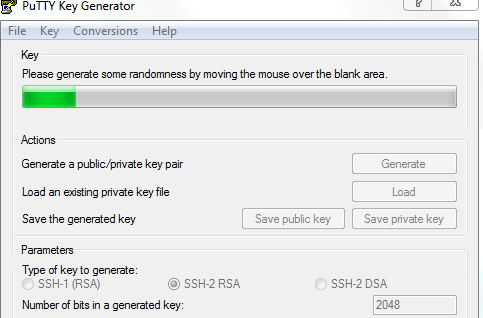 PuTTY Key Generator
File Key Conversions Help
Key
Please generate some randomness by moving the mouse over the blank area.
Actions
Generate a public/private key pair Generate
Load an existing private key file Load
Save the generated key Save public key Save private key
Parameters
Type of key to generate:
SSH-1 (RSA) SSH-2 RSA SSH-2 DSA
Number of bits in a generated key: 2048